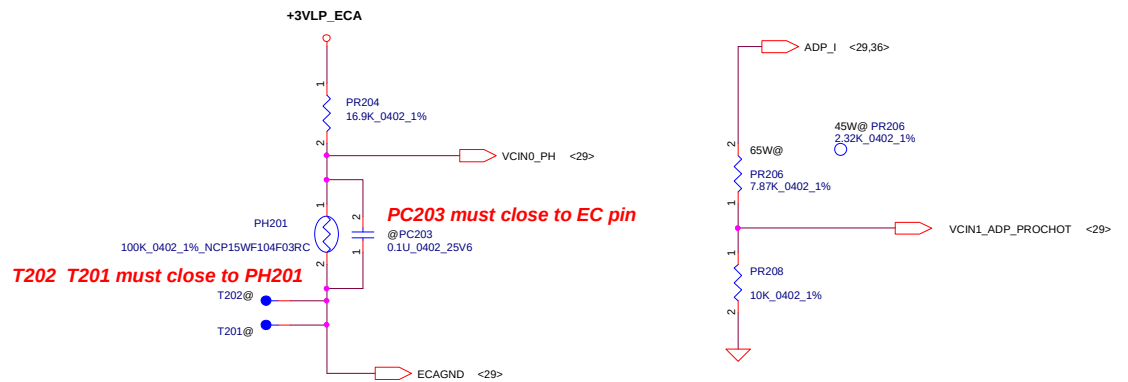 +3VLP_ECA
1
PR204
16.9K_0402_1%
2
VCIN0_PH <29>
1
PH201
100K_0402_1%_NCP15WF104F03RC
2
2
PC203 must close to EC pin
@PC203
0.1U_0402_25V6
1
T202 T201 must close to PH201
T202@
T201@
ECAGND <29>
ADP_I <29,36>
45W@ PR206
2.32K_0402_1%
2
65W@
PR206
7.87K_0402_1%
1
VCIN1_ADP_PROCHOT <29>
1
PR208
10K_0402_1%
2